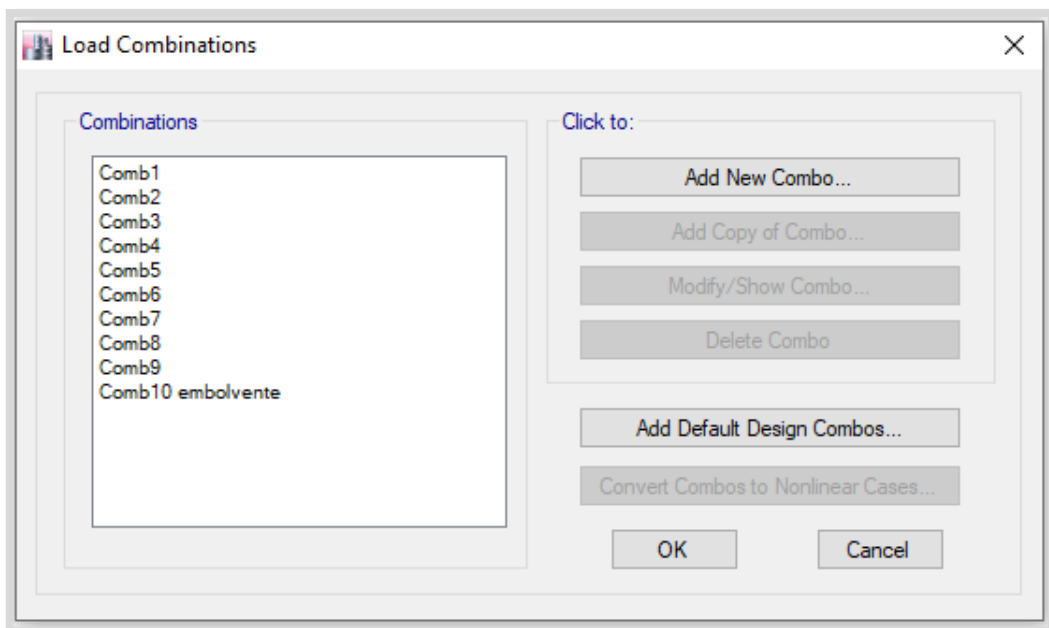 Load Combinations
Combinations
Comb1
Comb2
Comb3
Comb4
Comb5
Comb6
Comb7
Comb8
Comb9
Comb10 embolvente
Click to:
Add New Combo...
Add Copy of Combo...
Modify/Show Combo...
Delete Combo
Add Default Design Combos...
Convert Combos to Nonlinear Cases...
OK
Cancel